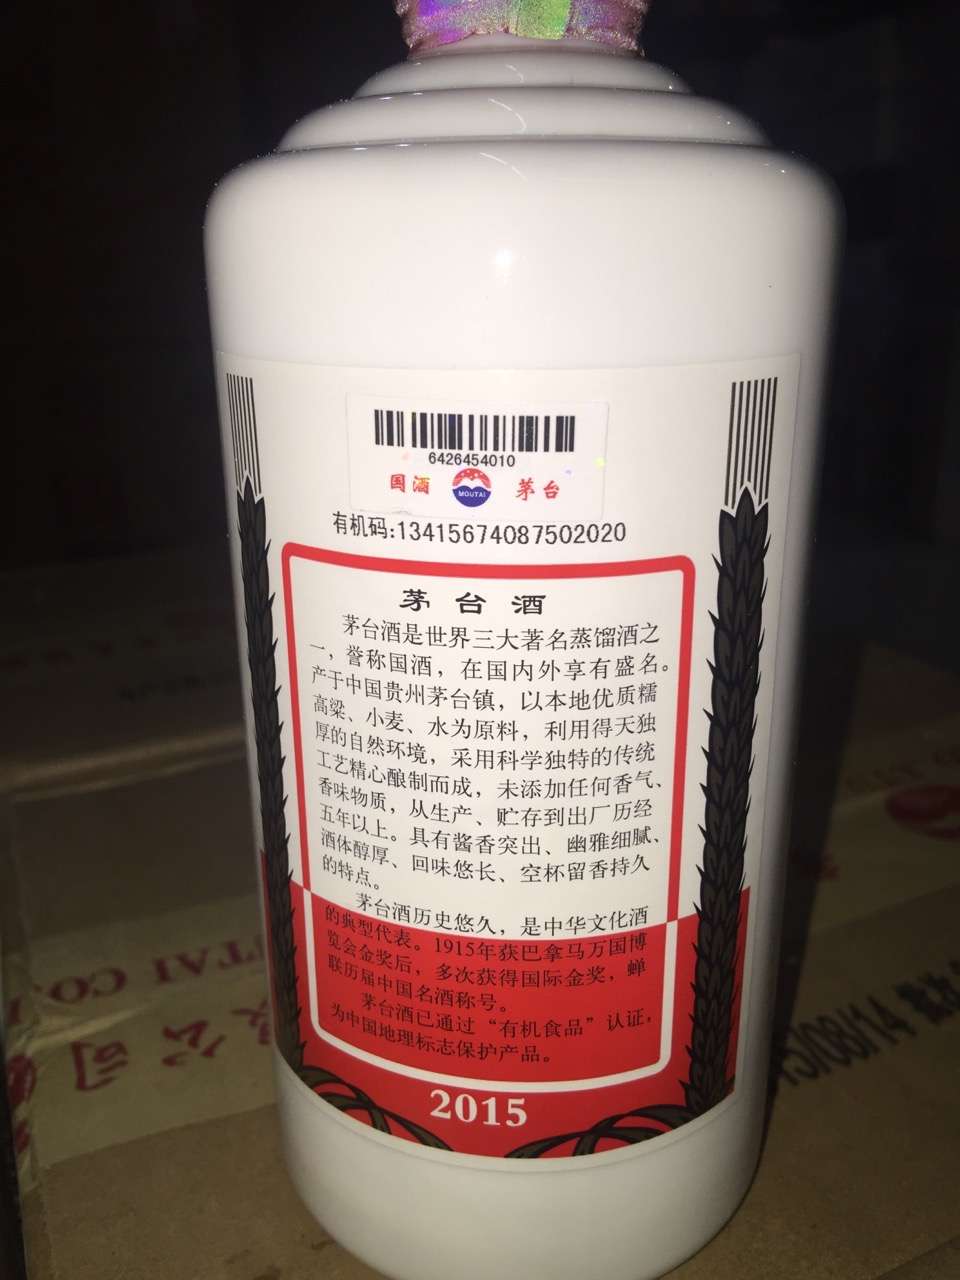 6426454010
国酒 MOUTAI 茅台
有机码:13415674087502020
茅台酒
茅台酒是世界三大著名蒸馏酒之
一，誉称国酒，在国内外享有盛名。
产于中国贵州茅台镇，以本地优质糯
高粱、小麦、水为原料，利用得天独
厚的自然环境，采用科学独特的传统
工艺精心酿制而成，未添加任何香气、
香味物质，从生产、贮存到出厂历经
五年以上。具有酱香突出、幽雅细腻、
酒体醇厚、回味悠长、空杯留香持久
的特点。
茅台酒历史悠久，是中华文化酒
的典型代表。1915年获巴拿马万国博
览会金奖后，多次获得国际金奖，蝉
联历届中国名酒称号。
茅台酒已通过“有机食品”认证，
为中国地理标志保护产品。
2015
TAI CO
公司